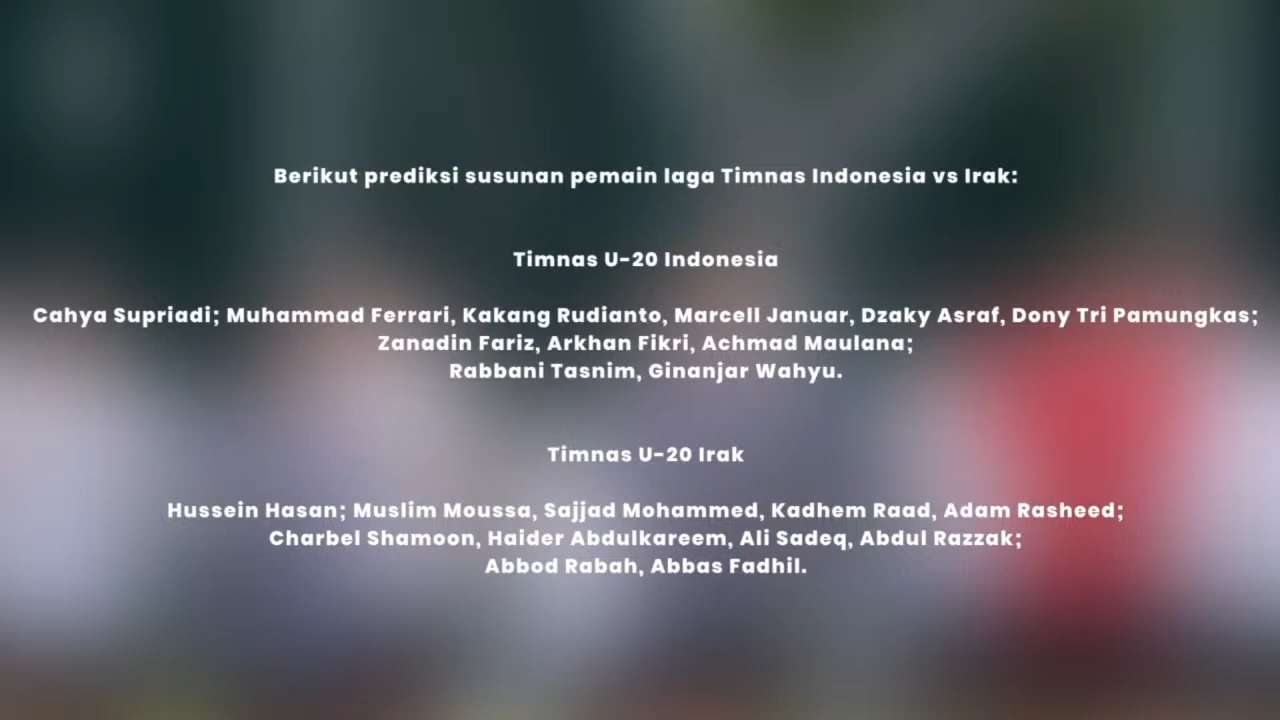 Berikut prediksi susunan pemain laga Timnas Indonesia vs Irak:
Timnas U-20 Indonesia
Cahya Supriadi; Muhammad Ferrari, Kakang Rudianto, Marcell Januar, Dzaky Asraf, Dony Tri Pamungkas;
Zanadin Fariz, Arkhan Fikri, Achmad Maulana;
Rabbani Tasnim, Ginanjar Wahyu.
Timnas U-20 Irak
Hussein Hasan; Muslim Moussa, Sajjad Mohammed, Kadhem Raad, Adam Rasheed;
Charbel Shamoon, Haider Abdulkareem, Ali Sadeq, Abdul Razzak;
Abbod Rabah, Abbas Fadhil.